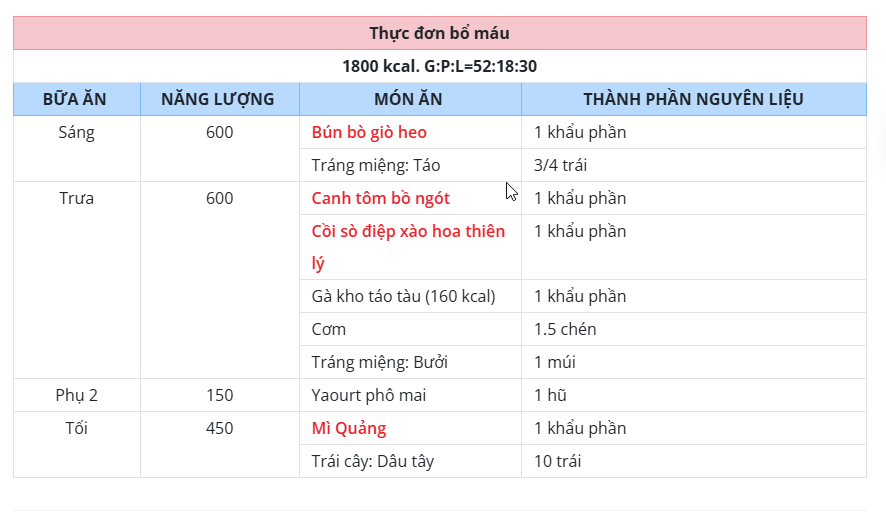 Thực đơn bổ máu
1800 kcal. G:P:L=52:18:30
BỮA ĂN NĂNG LƯỢNG MÓN ĂN THÀNH PHẦN NGUYÊN LIỆU
Sáng 600 Bún bò giò heo 1 khẩu phần
Tráng miệng: Táo 3/4 trái
Trưa 600 Canh tôm bồ ngót 1 khẩu phần
Cồi sò điệp xào hoa thiên 1 khẩu phần
lý
Gà kho táo tàu (160 kcal) 1 khẩu phần
Cơm 1.5 chén
Tráng miệng: Bưởi 1 múi
Phụ 2 150 Yaourt phô mai 1 hũ
Tối 450 Mì Quảng 1 khẩu phần
Trái cây: Dâu tây 10 trái